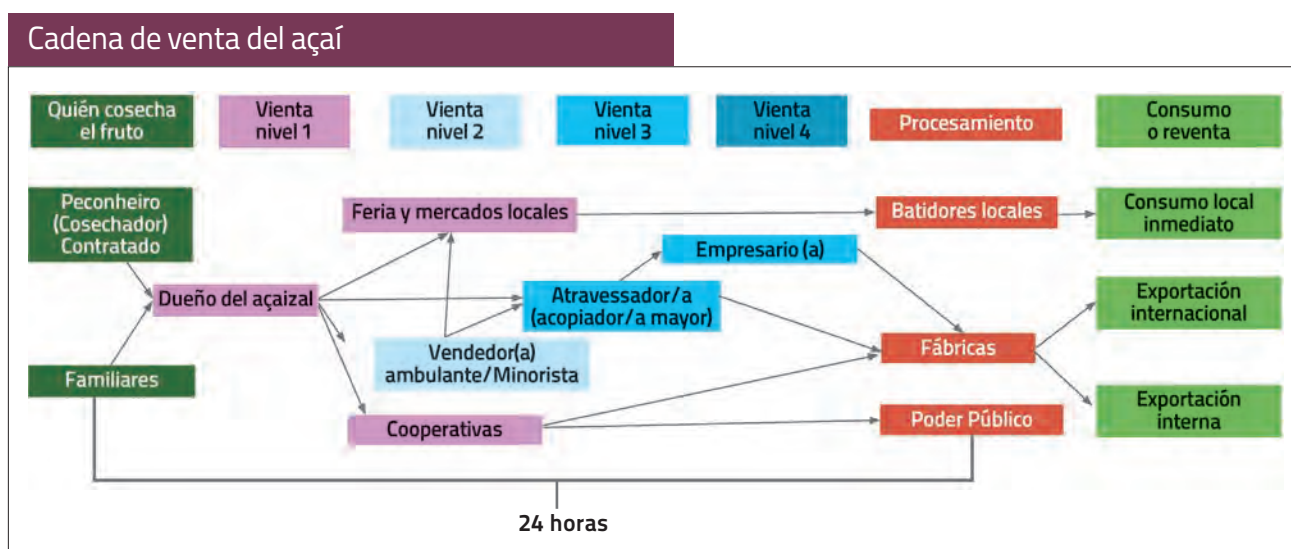 Cadena de venta del açaí
Quién cosecha
el fruto
Vienta
nivel 1
Vienta
nivel 2
Vienta
nivel 3
Vienta
nivel 4
Procesamiento
Consumo
o reventa
Peconheiro
(Cosechador)
Contratado
Feria y mercados locales
Batidores locales
Consumo local
inmediato
Empresario (a)
Dueño del açaizal
Atravessador/a
(acopiador/a mayor)
Exportación
internacional
Vendedor(a)
ambulante/Minorista
Fábricas
Familiares
Cooperativas
Poder Público
Exportación
interna
24 horas